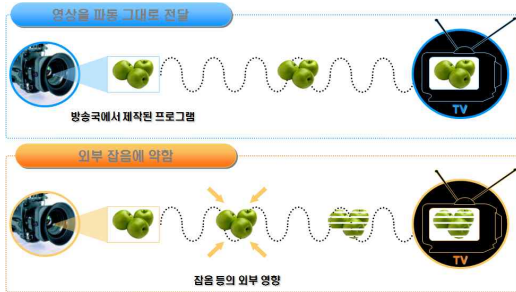 영상을 파동 그대로 전달
TV
방송국에서 제작된 프로그램
외부 잡음에 약함
TV
잡음 등의 외부 영향